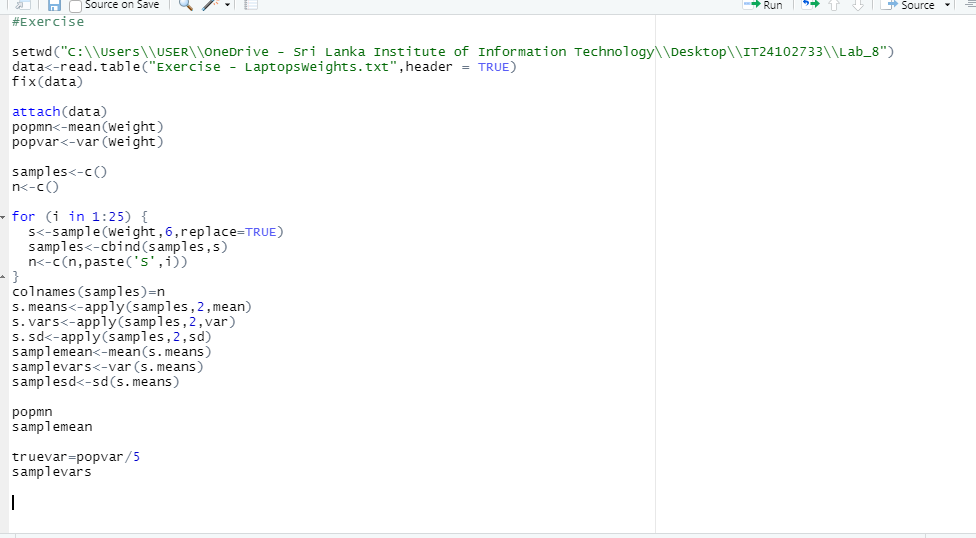 Source on Save
Run
Source
#Exercise
setwd("C:\\Users\\USER\\OneDrive - Sri Lanka Institute of Information Technology\\Desktop\\IT24102733\\Lab_8")
data<-read.table("Exercise - LaptopsWeights.txt",header = TRUE)
fix(data)
attach(data)
popmn<-mean(Weight)
popvar<-var(Weight)
samples<-c()
n<-c()
for (i in 1:25) {
s<-sample(Weight,6,replace=TRUE)
samples<-cbind(samples,s)
n<-c(n,paste('S',i))
}
colnames(samples)=n
s.means<-apply(samples,2,mean)
s.vars<-apply(samples,2,var)
s.sd<-apply(samples,2,sd)
samplemean<-mean(s.means)
samplevars<-var(s.means)
samplesd<-sd(s.means)
popmn
samplemean
truevar=popvar/5
samplevars